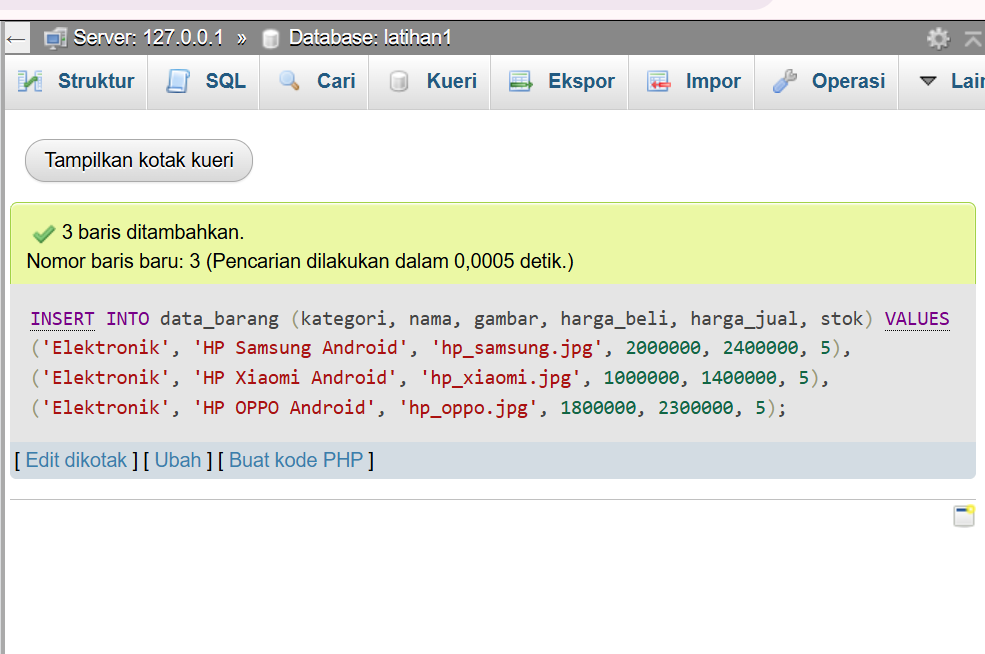 Server: 127.0.0.1 » Database: latihan1
Struktur SQL Cari Kueri Ekspor Impor Operasi
Tampilkan kotak kueri
3 baris ditambahkan.
Nomor baris baru: 3 (Pencarian dilakukan dalam 0,0005 detik.)
INSERT INTO data_barang (kategori, nama, gambar, harga_beli, harga_jual, stok) VALUES
('Elektronik', 'HP Samsung Android', 'hp_samsung.jpg', 2000000, 2400000, 5),
('Elektronik', 'HP Xiaomi Android', 'hp_xiaomi.jpg', 1000000, 1400000, 5),
('Elektronik', 'HP OPPO Android', 'hp_oppo.jpg', 1800000, 2300000, 5);
[ Edit dikotak ] [ Ubah ] [ Buat kode PHP ]